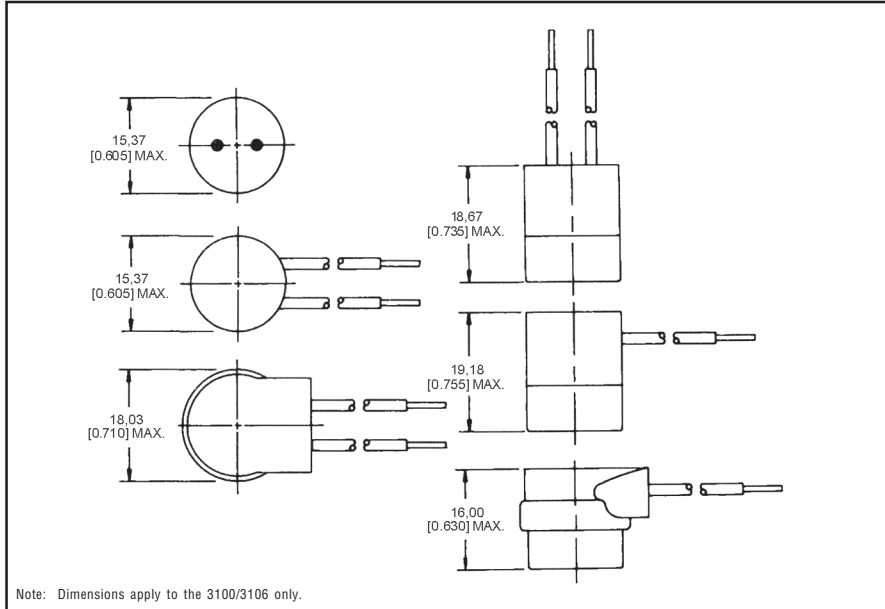 15,37
[0.605] MAX.
18,67
[0.735] MAX.
15,37
[0.605] MAX.
19,18
[0.755] MAX.
18,03
[0.710] MAX.
16,00
[0.630] MAX.
Note: Dimensions apply to the 3100/3106 only.